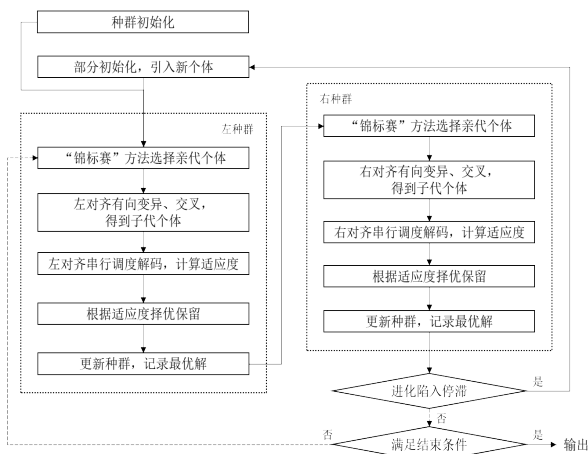 种群初始化
部分初始化，引入新个体
左种群
“锦标赛”方法选择亲代个体
左对齐有向变异、交叉，
得到子代个体
左对齐串行调度解码，计算适应度
根据适应度择优保留
更新种群，记录最优解
右种群
“锦标赛”方法选择亲代个体
右对齐有向变异、交叉，
得到子代个体
右对齐串行调度解码，计算适应度
根据适应度择优保留
更新种群，记录最优解
进化陷入停滞
是
否
满足结束条件
否
是
输出